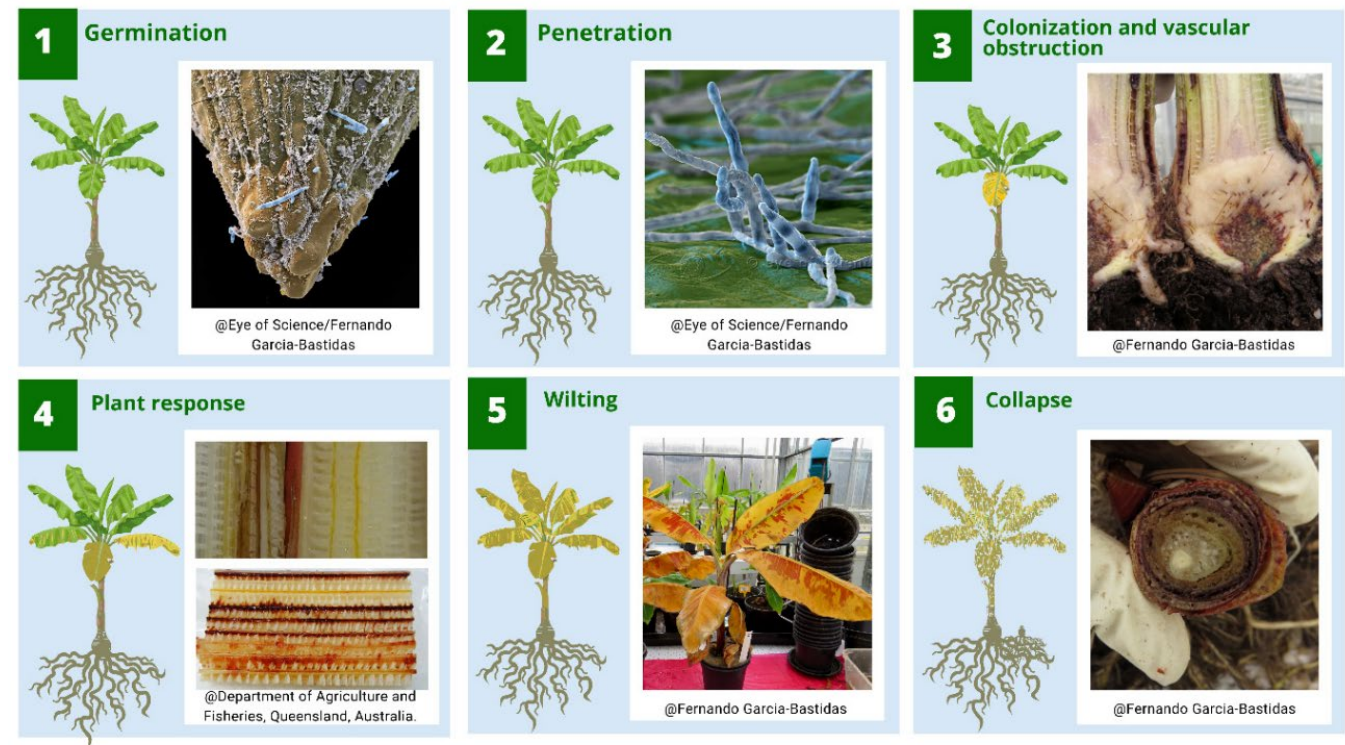 1
Germination
@Eye of Science/Fernando
Garcia-Bastidas
2
Penetration
@Eye of Science/Fernando
Garcia-Bastidas
3
Colonization and vascular
obstruction
@Fernando Garcia-Bastidas
4
Plant response
@Department of Agriculture and
Fisheries, Queensland, Australia.
5
Wilting
@Fernando Garcia-Bastidas
6
Collapse
@Fernando Garcia-Bastidas